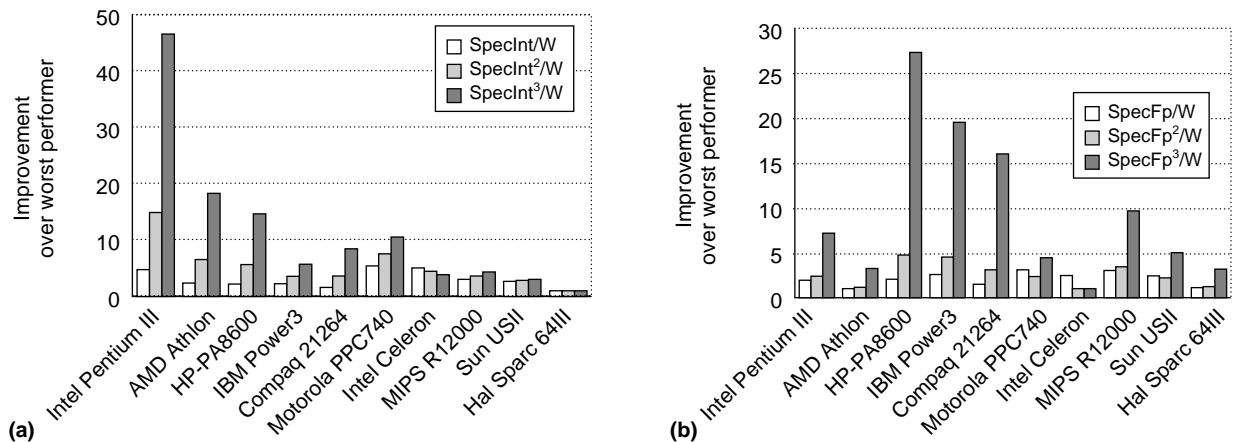 50
40
30
20
10
0
Improvement
over worst performer
SpecInt/W
SpecInt²/W
SpecInt³/W
Intel Pentium III
AMD Athlon
HP-PA8600
IBM Power3
Compaq 21264
Motorola PPC740
Intel Celeron
MIPS R12000
Sun USII
Hal Sparc 64III
(a)
30
25
20
15
10
5
0
Improvement
over worst performer
SpecFp/W
SpecFp²/W
SpecFp³/W
Intel Pentium III
AMD Athlon
HP-PA8600
IBM Power3
Compaq 21264
Motorola PPC740
Intel Celeron
MIPS R12000
Sun USII
Hal Sparc 64III
(b)